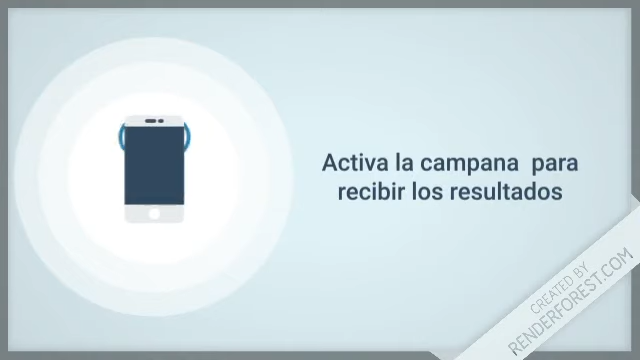 Activa la campana  para
recibir los resultados
CREATED BY
RENDERFOREST.COM